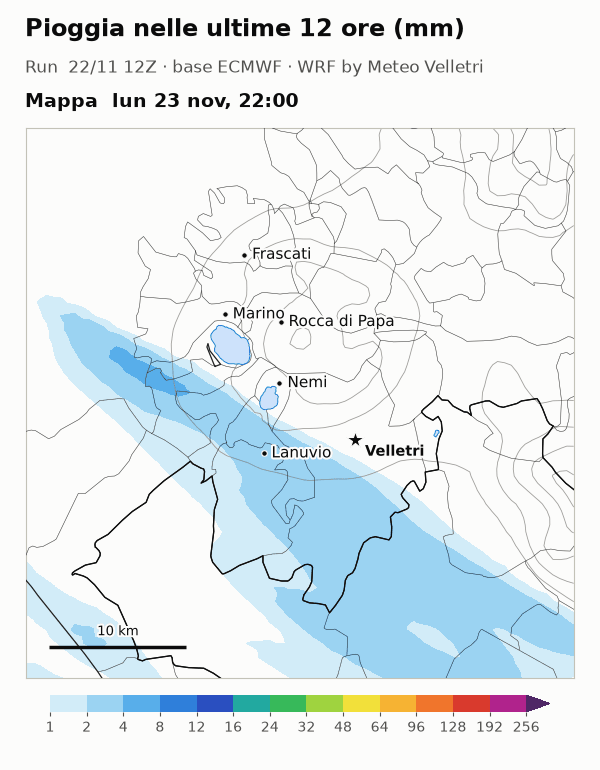 Pioggia nelle ultime 12 ore (mm)
Run 22/11 12Z · base ECMWF · WRF by Meteo Velletri
Mappa lun 23 nov, 22:00
Frascati
Marino
Rocca di Papa
Nemi
Velletri
Lanuvio
10 km
1 2 4 8 12 16 24 32 48 64 96 128 192 256